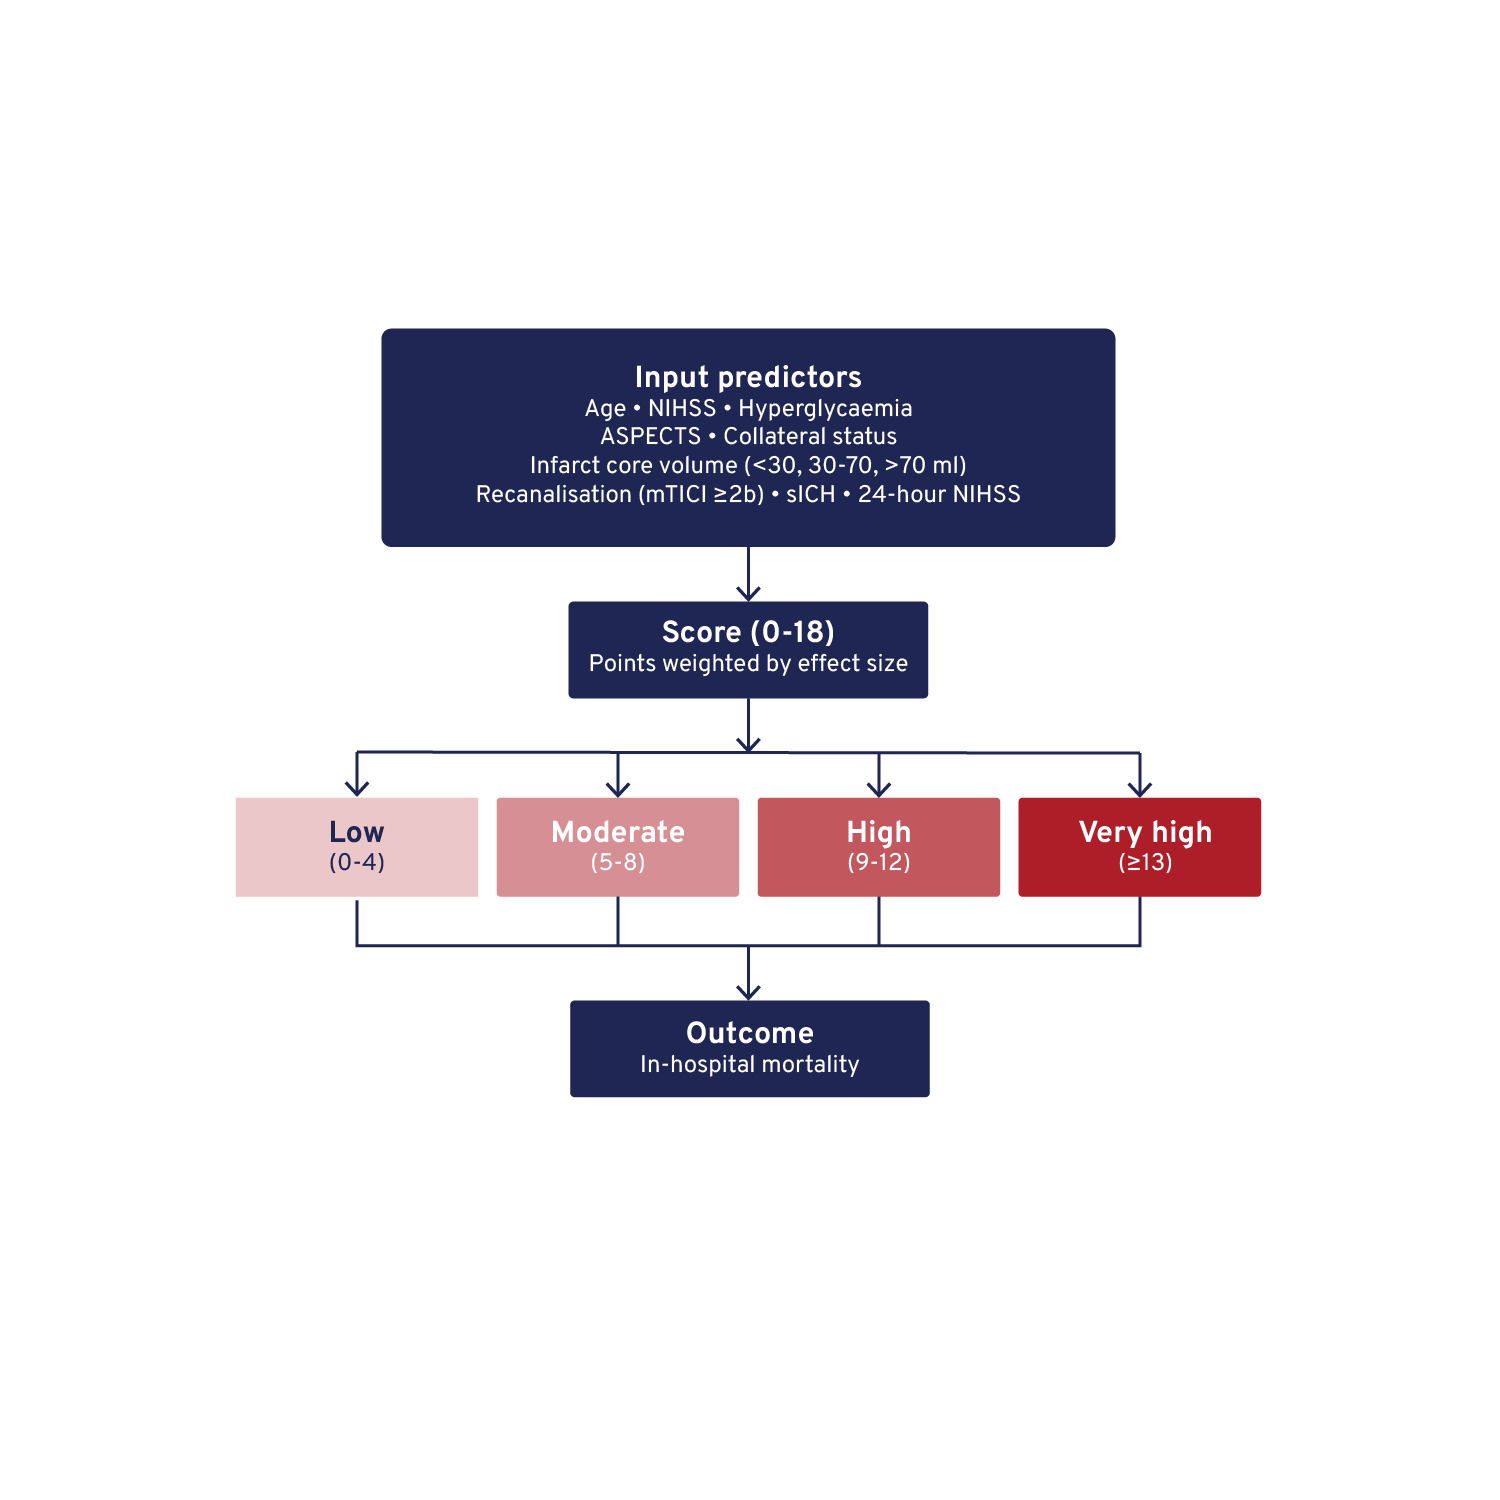 Input predictors
Age • NIHSS • Hyperglycaemia
ASPECTS • Collateral status
Infarct core volume (<30, 30-70, >70 ml)
Recanalisation (mTICI ≥2b) • sICH • 24-hour NIHSS
Score (0-18)
Points weighted by effect size
Low
(0-4)
Moderate
(5-8)
High
(9-12)
Very high
(≥13)
Outcome
In-hospital mortality